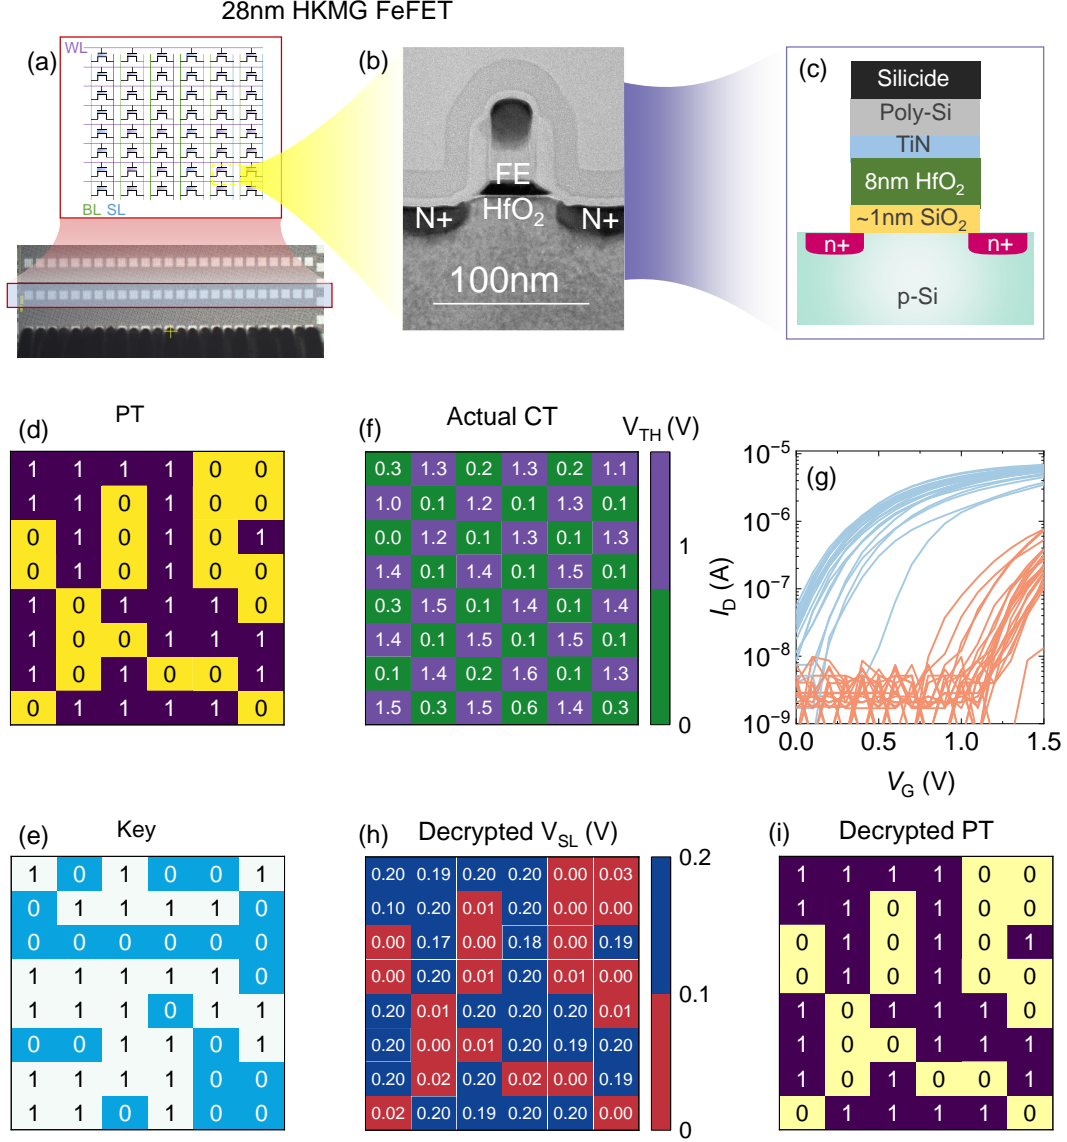 28nm HKMG FeFET
(a)
WL
BL SL
(b)
FE
HfO₂
N+ N+
100nm
(c)
Silicide
Poly-Si
TiN
8nm HfO₂
~1nm SiO₂
n+ n+
p-Si
(d) PT
1 1 1 1 0 0
1 1 0 1 0 0
0 1 0 1 0 1
0 1 0 1 0 0
1 0 1 1 1 0
1 0 0 1 1 1
1 0 1 0 0 1
0 1 1 1 1 0
(f) Actual CT
V_TH (V)
0.3 1.3 0.2 1.3 0.2 1.1
1.0 0.1 1.2 0.1 1.3 0.1
0.0 1.2 0.1 1.3 0.1 1.3
1.4 0.1 1.4 0.1 1.5 0.1
0.3 1.5 0.1 1.4 0.1 1.4
1.4 0.1 1.5 0.1 1.5 0.1
0.1 1.4 0.2 1.6 0.1 1.3
1.5 0.3 1.5 0.6 1.4 0.3
1
0
(g)
I_D (A)
10⁻⁵
10⁻⁶
10⁻⁷
10⁻⁸
10⁻⁹
0.0 0.5 1.0 1.5
V_G (V)
(e) Key
1 0 1 0 0 1
0 1 1 1 1 0
0 0 0 0 0 0
1 1 1 1 1 0
1 1 1 0 1 1
0 0 1 1 0 1
1 1 1 1 0 0
1 1 0 1 0 0
(h) Decrypted V_SL (V)
0.20 0.19 0.20 0.20 0.00 0.03
0.10 0.20 0.01 0.20 0.00 0.00
0.00 0.17 0.00 0.18 0.00 0.19
0.00 0.20 0.01 0.20 0.01 0.00
0.20 0.01 0.20 0.20 0.20 0.01
0.20 0.00 0.01 0.20 0.19 0.20
0.20 0.02 0.20 0.02 0.00 0.19
0.02 0.20 0.19 0.20 0.20 0.00
0.2
0.1
0
(i) Decrypted PT
1 1 1 1 0 0
1 1 0 1 0 0
0 1 0 1 0 1
0 1 0 1 0 0
1 0 1 1 1 0
1 0 0 1 1 1
1 0 1 0 0 1
0 1 1 1 1 0